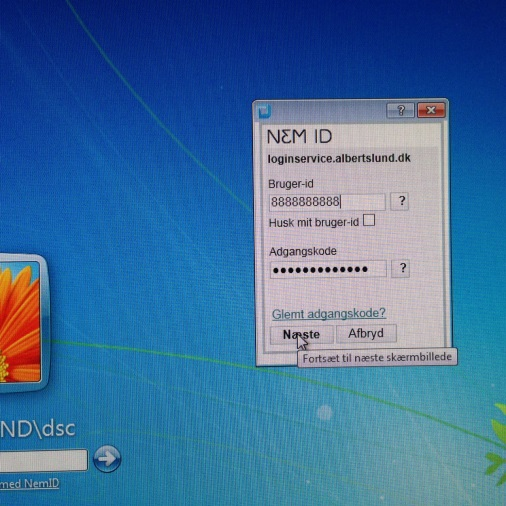 NEM ID
loginservice.albertslund.dk
Bruger-id
8888888888
?
Husk mit bruger-id
Adgangskode
?
Glemt adgangskode?
Næste
Afbryd
Fortsæt til næste skærmbillede
ND\dsc
med NemID